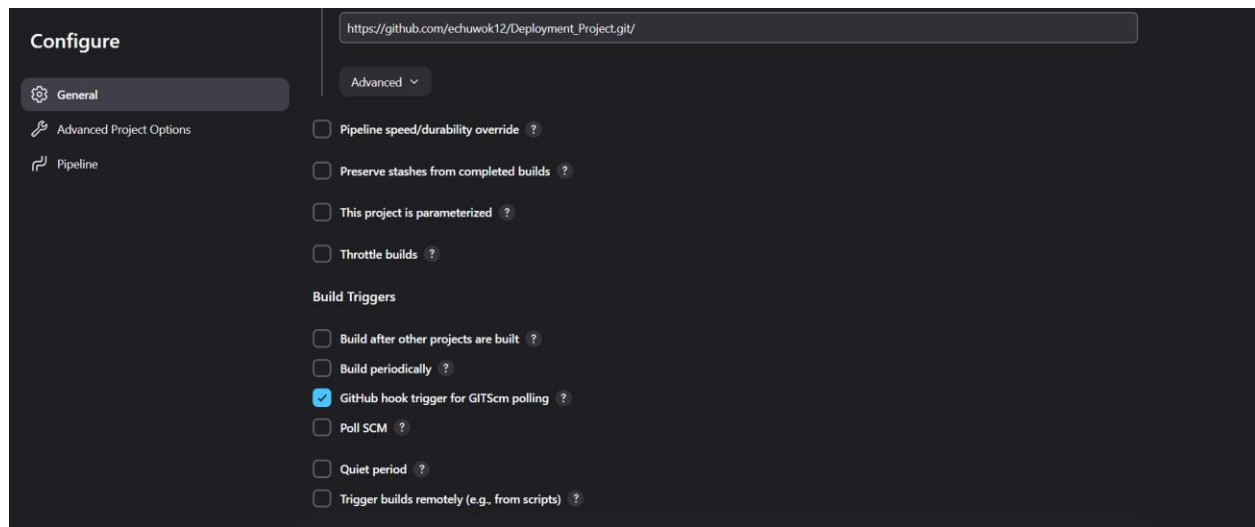 Configure
General
Advanced Project Options
Pipeline
https://github.com/echuwok12/Deployment_Project.git/
Advanced
Pipeline speed/durability override ?
Preserve stashes from completed builds ?
This project is parameterized ?
Throttle builds ?
Build Triggers
Build after other projects are built ?
Build periodically ?
GitHub hook trigger for GITScm polling ?
Poll SCM ?
Quiet period ?
Trigger builds remotely (e.g., from scripts) ?